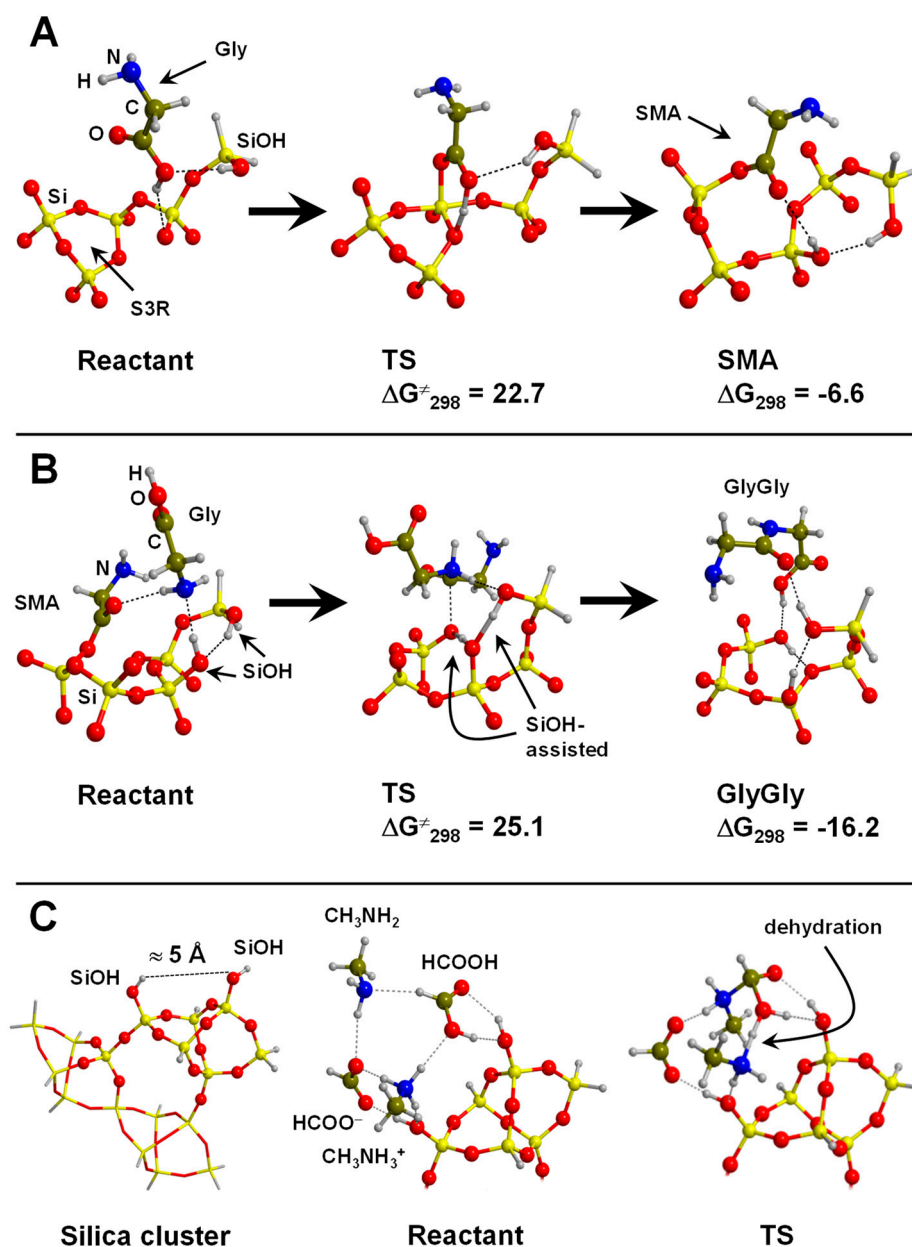 A
N
Gly
H
C
O
SiOH
Si
S3R
SMA
Reactant
TS
ΔG≠298 = 22.7
SMA
ΔG298 = -6.6
B
H
O
Gly
C
N
SMA
Si
SiOH
SiOH-
assisted
GlyGly
Reactant
TS
ΔG≠298 = 25.1
GlyGly
ΔG298 = -16.2
C
≈ 5 Å
SiOH
SiOH
CH3NH2
HCOOH
HCOO−
CH3NH3+
dehydration
Silica cluster
Reactant
TS